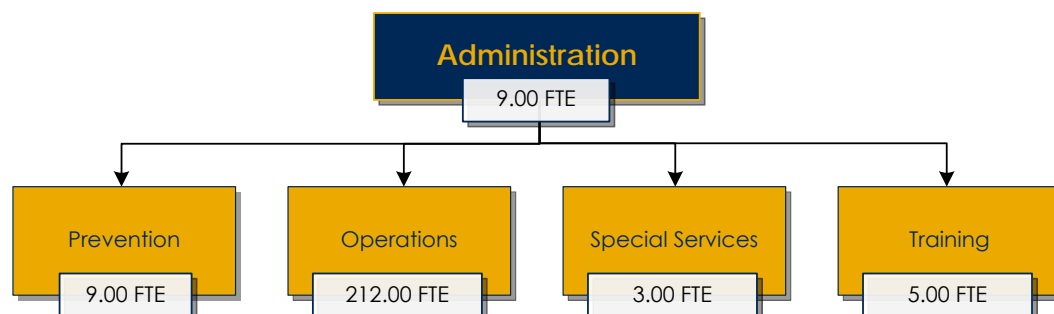 Administration
9.00 FTE
Prevention
9.00 FTE
Operations
212.00 FTE
Special Services
3.00 FTE
Training
5.00 FTE